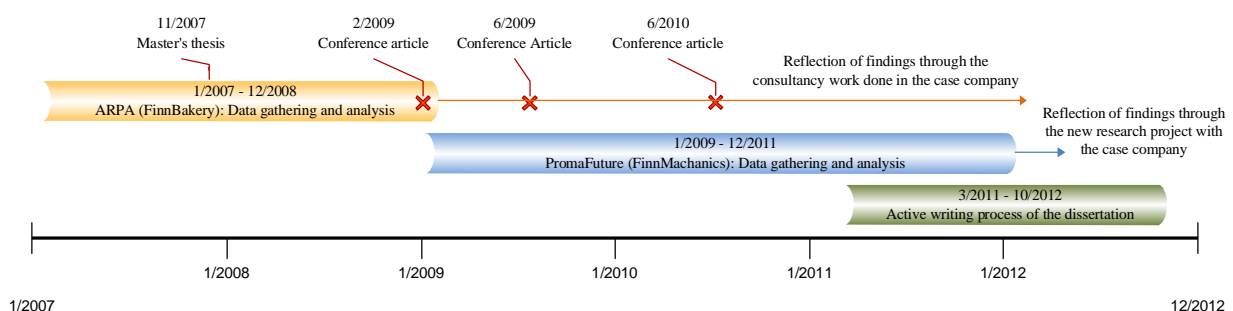 11/2007
Master's thesis
2/2009
Conference article
6/2009
Conference Article
6/2010
Conference article
Reflection of findings through the
consultancy work done in the case company
1/2007 - 12/2008
ARPA (FinnBakery): Data gathering and analysis
Reflection of findings through
the new research project with
the case company
1/2009 - 12/2011
PromaFuture (FinnMachanics): Data gathering and analysis
3/2011 - 10/2012
Active writing process of the dissertation
1/2008
1/2009
1/2010
1/2011
1/2012
1/2007
12/2012